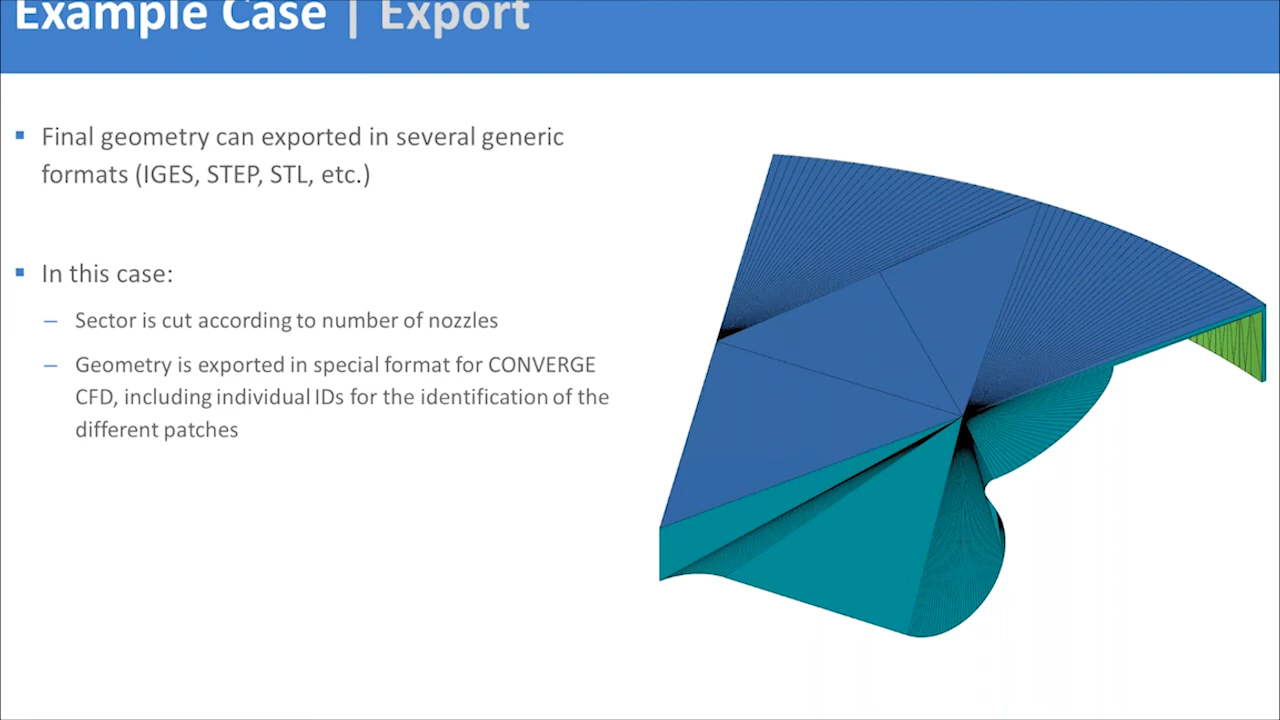 Example Case | Export
Final geometry can exported in several generic
formats (IGES, STEP, STL, etc.)
In this case:
– Sector is cut according to number of nozzles
– Geometry is exported in special format for CONVERGE
CFD, including individual IDs for the identification of the
different patches